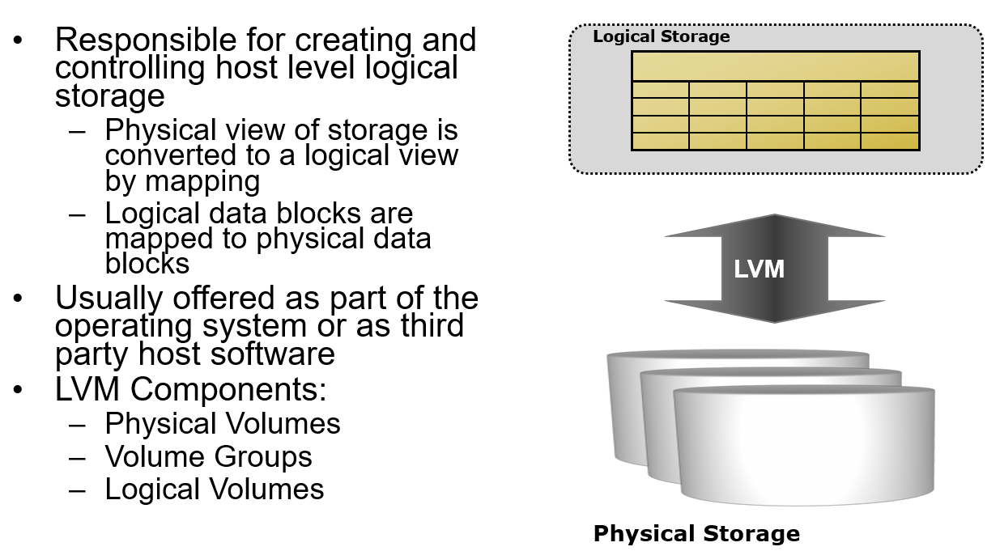 • Responsible for creating and
controlling host level logical
storage
– Physical view of storage is
converted to a logical view
by mapping
– Logical data blocks are
mapped to physical data
blocks
• Usually offered as part of the
operating system or as third
party host software
• LVM Components:
– Physical Volumes
– Volume Groups
– Logical Volumes
Logical Storage
LVM
Physical Storage